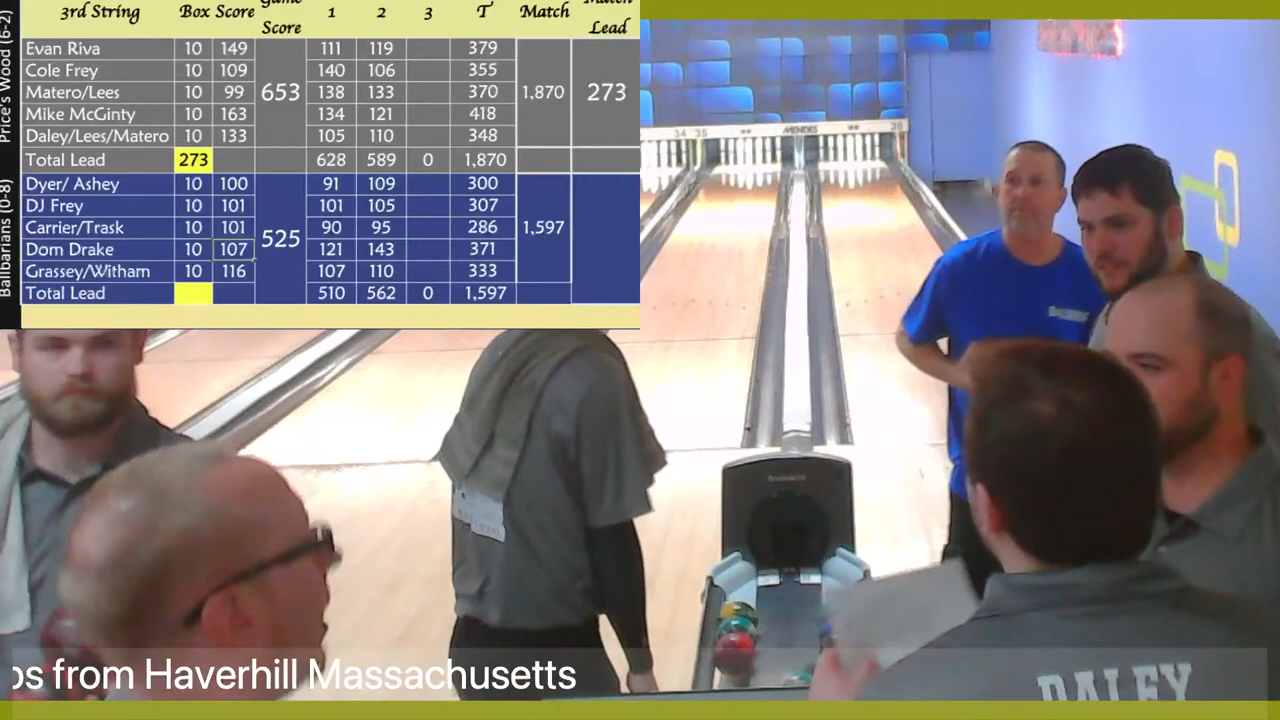 3rd String Box Score Game Score 1 2 3 T Match Match Lead
Price's Wood (6-2)
Evan Riva 10 149 111 119 379
Cole Frey 10 109 140 106 355
Matero/Lees 10 99 653 138 133 370 1,870 273
Mike McGinty 10 163 134 121 418
Daley/Lees/Matero 10 133 105 110 348
Total Lead 273 628 589 0 1,870
Ballbarians (0-8)
Dyer/ Ashey 10 100 91 109 300
DJ Frey 10 101 101 105 307
Carrier/Trask 10 101 525 90 95 286 1,597
Dom Drake 10 107 121 143 371
Grassey/Witham 10 116 107 110 333
Total Lead 510 562 0 1,597
34 35 MENDES 36
DALEY
os from Haverhill Massachusetts